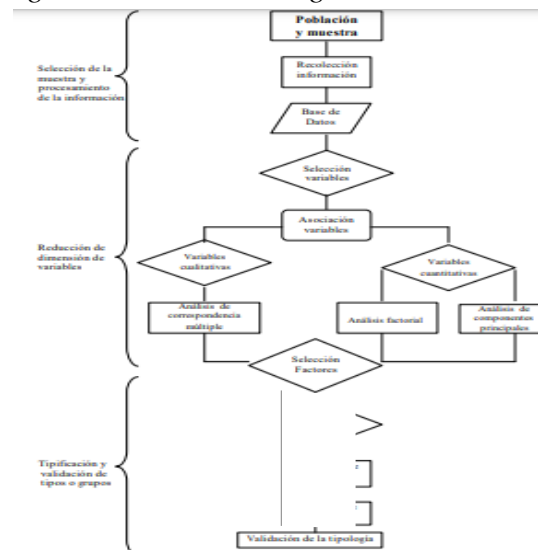 Población
y muestra
Selección de la
muestra y
procesamiento
de la información
Recolección
información
Base de
Datos
Selección
variables
Asociación
variables
Reducción de
dimensión de
variables
Variables
cualitativas
Variables
cuantitativas
Análisis de
correspondencia
múltiple
Análisis factorial
Análisis de
componentes
principales
Selección
Factores
Tipificación y
validación de
tipos o grupos
Validación de la tipología